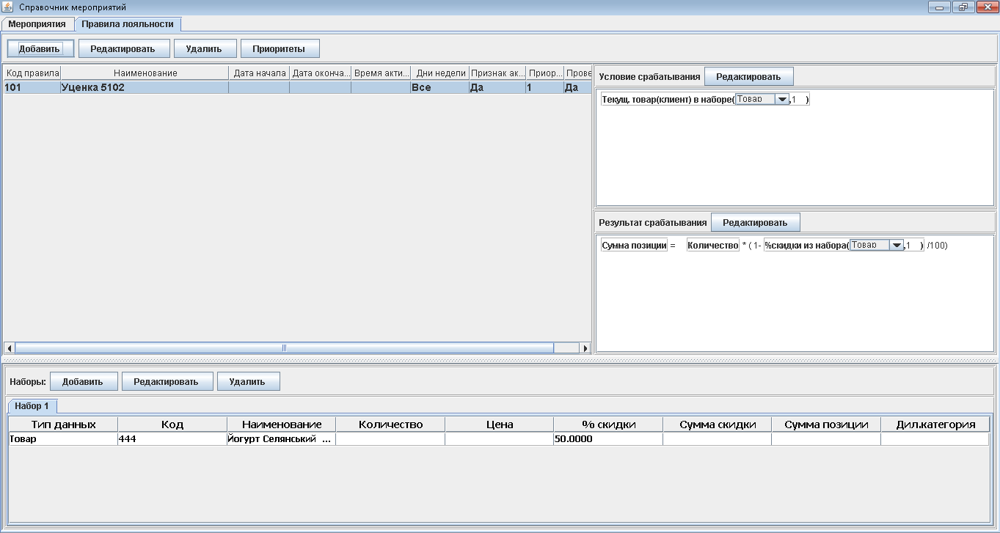 Справочник мероприятий
Мероприятия Правила лояльности
Добавить Редактировать Удалить Приоритеты
Код правила Наименование Дата начала Дата оконча... Время акти... Дни недели Признак ак... Приор... Прове
101 Уценка 5102 Все Да 1 Да
Условие срабатывания Редактировать
Текущ. товар(клиент) в наборе( Товар ,1 )
Результат срабатывания Редактировать
Сумма позиции = Количество * ( 1- %скидки из набора( Товар ,1 ) /100)
Наборы: Добавить Редактировать Удалить
Набор 1
Тип данных Код Наименование Количество Цена % скидки Сумма скидки Сумма позиции Дил.категория
Товар 444 Йогурт Селянський ... 50.0000